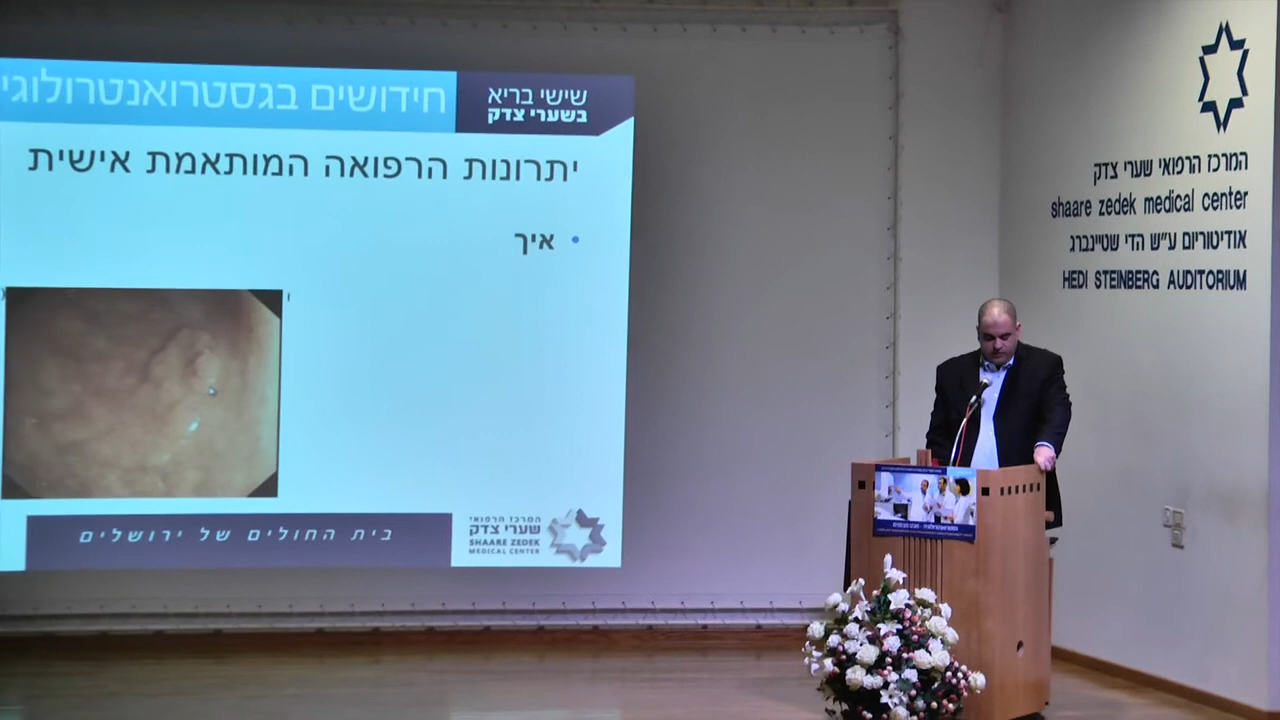 חידושים בגסטרואנטרולוגי
שישי בריא
בשערי צדק
יתרונות הרפואה המותאמת אישית
• איך
בית החולים של ירושלים
המרכז הרפואי
שערי צדק
SHAARE ZEDEK
MEDICAL CENTER
המרכז הרפואי שערי צדק
shaare zedek medical center
אודיטוריום ע״ש הדי שטיינברג
HEDI STEINBERG AUDITORIUM